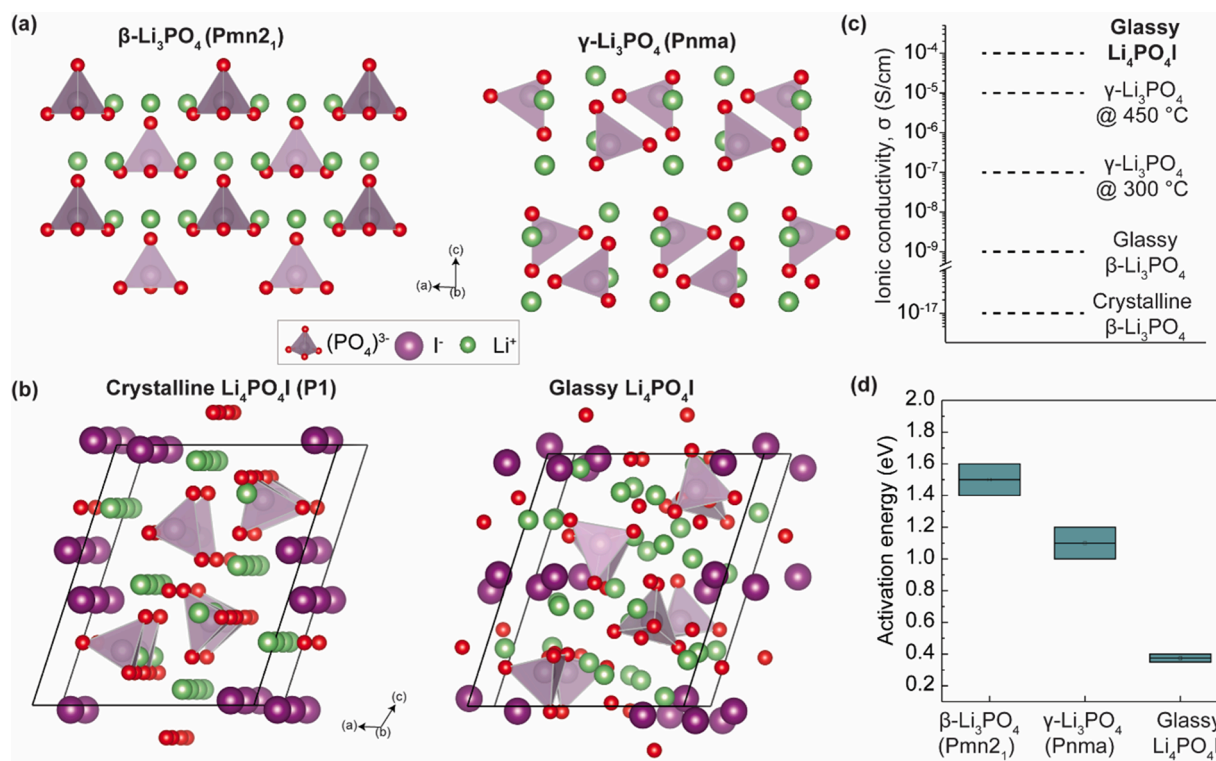 (a)
β-Li₃PO₄ (Pmn2₁)
γ-Li₃PO₄ (Pnma)
(c)
(a)
(b)
(PO₄)³⁻
I⁻
Li⁺
(b)
Crystalline Li₄PO₄I (P1)
Glassy Li₄PO₄I
(c)
(a)
(b)
(c)
Ionic conductivity, σ (S/cm)
10⁻⁴
10⁻⁵
10⁻⁶
10⁻⁷
10⁻⁸
10⁻⁹
10⁻¹⁷
Glassy
Li₄PO₄I
γ-Li₃PO₄
@ 450 °C
γ-Li₃PO₄
@ 300 °C
Glassy
β-Li₃PO₄
Crystalline
β-Li₃PO₄
(d)
Activation energy (eV)
2.0
1.8
1.6
1.4
1.2
1.0
0.8
0.6
0.4
0.2
β-Li₃PO₄
(Pmn2₁)
γ-Li₃PO₄
(Pnma)
Glassy
Li₄PO₄I